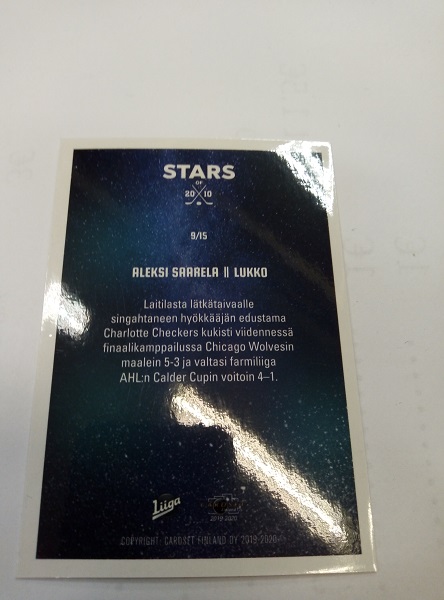 STARS
OF
20 10
9/15
ALEKSI SAARELA || LUKKO
Laitilasta lätkätaivaalle
singahtaneen hyökkääjän edustama
Charlotte Checkers kukisti viidennessä
finaalikamppailussa Chicago Wolvesin
maalein 5-3 ja valtasi farmiliiga
AHL:n Calder Cupin voitoin 4–1.
Liiga
2019-2020
COPYRIGHT: CARDSET FINLAND OY 2019-2020